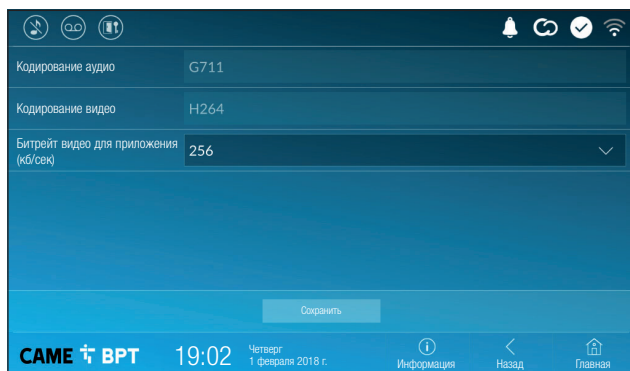 Кодирование аудио
G711
Кодирование видео
H264
Битрейт видео для приложения
(кб/сек)
256
Сохранить
CAME BPT
19:02
Четверг
1 февраля 2018 г.
Информация
Назад
Главная